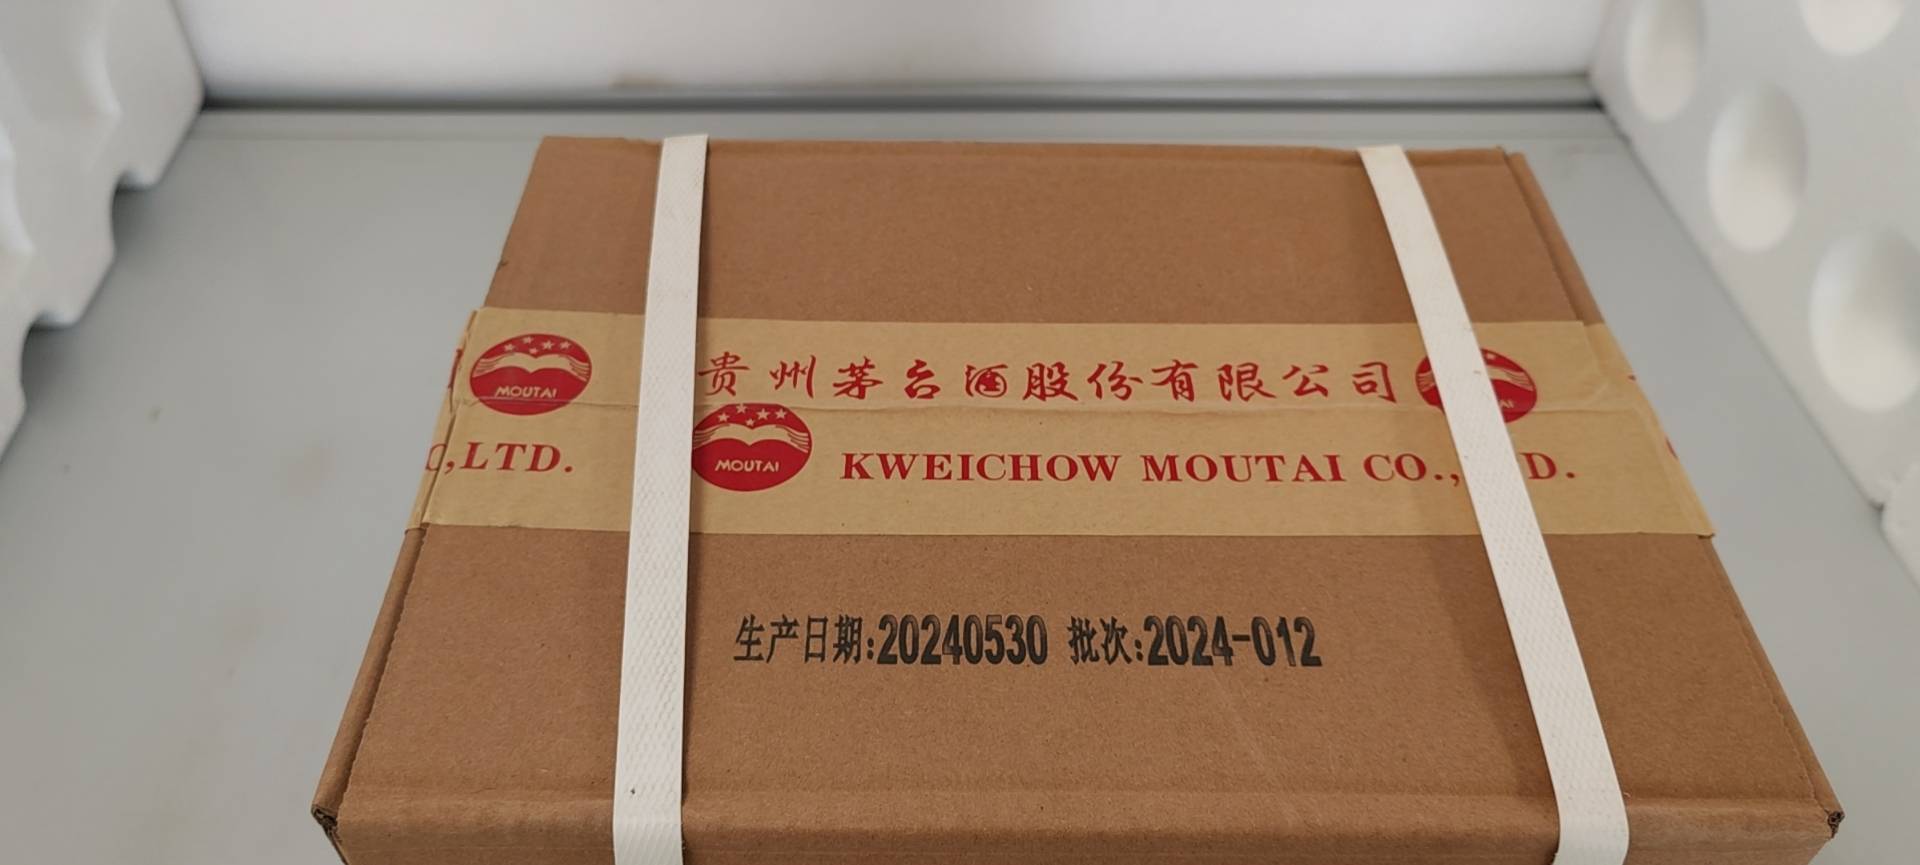 MOUTAI
贵州茅台酒股份有限公司
,LTD.
MOUTAI
KWEICHOW MOUTAI CO.,
D.
生产日期:20240530 批次:2024-012